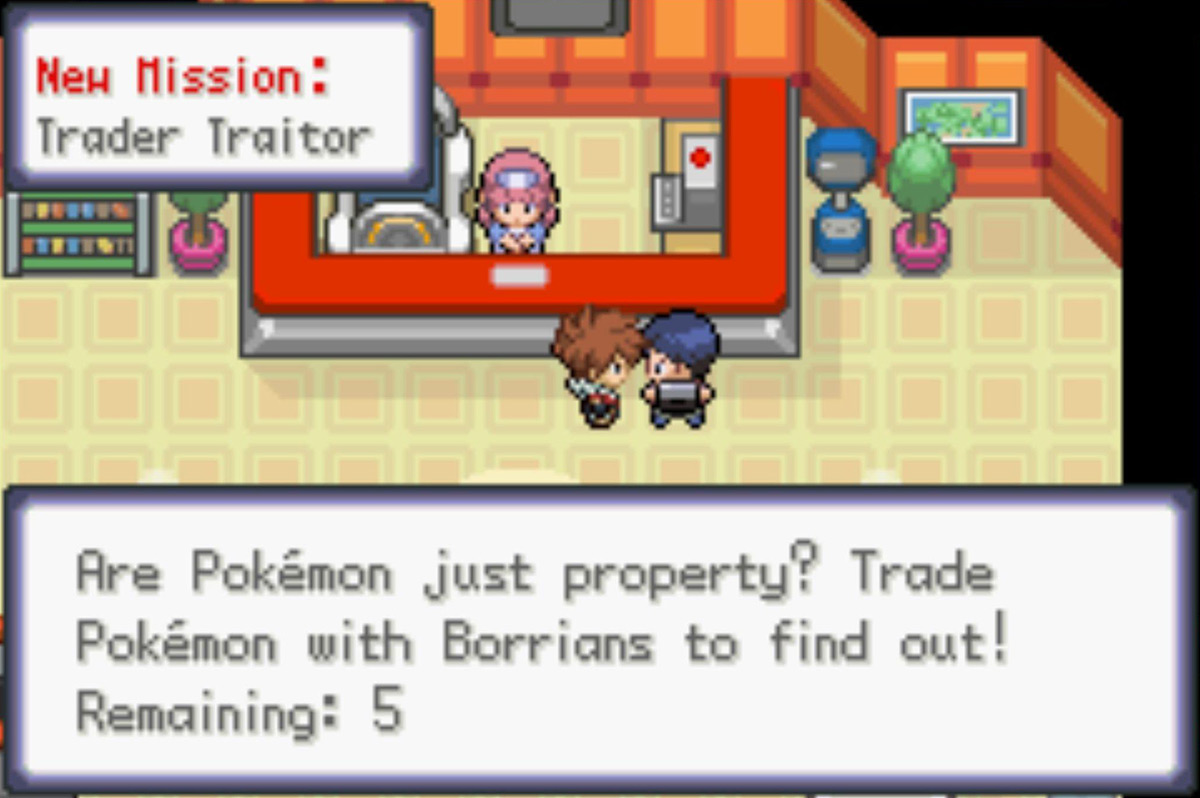 New Mission:
Trader Traitor
Are Pokémon just property? Trade
Pokémon with Borrians to find out!
Remaining: 5